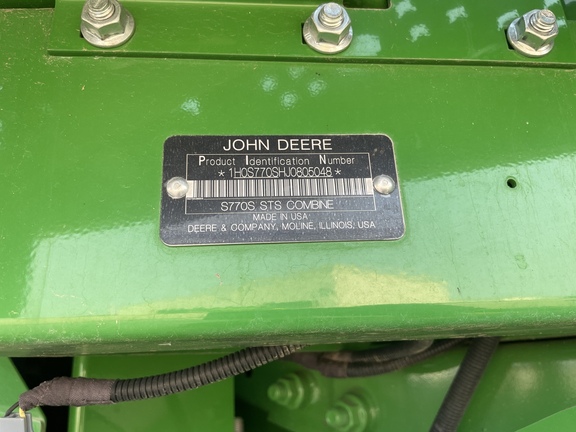 JOHN DEERE
Product Identification Number
*1H0S770SHJ0805048*
S770S STS COMBINE
MADE IN USA
DEERE & COMPANY, MOLINE, ILLINOIS, USA